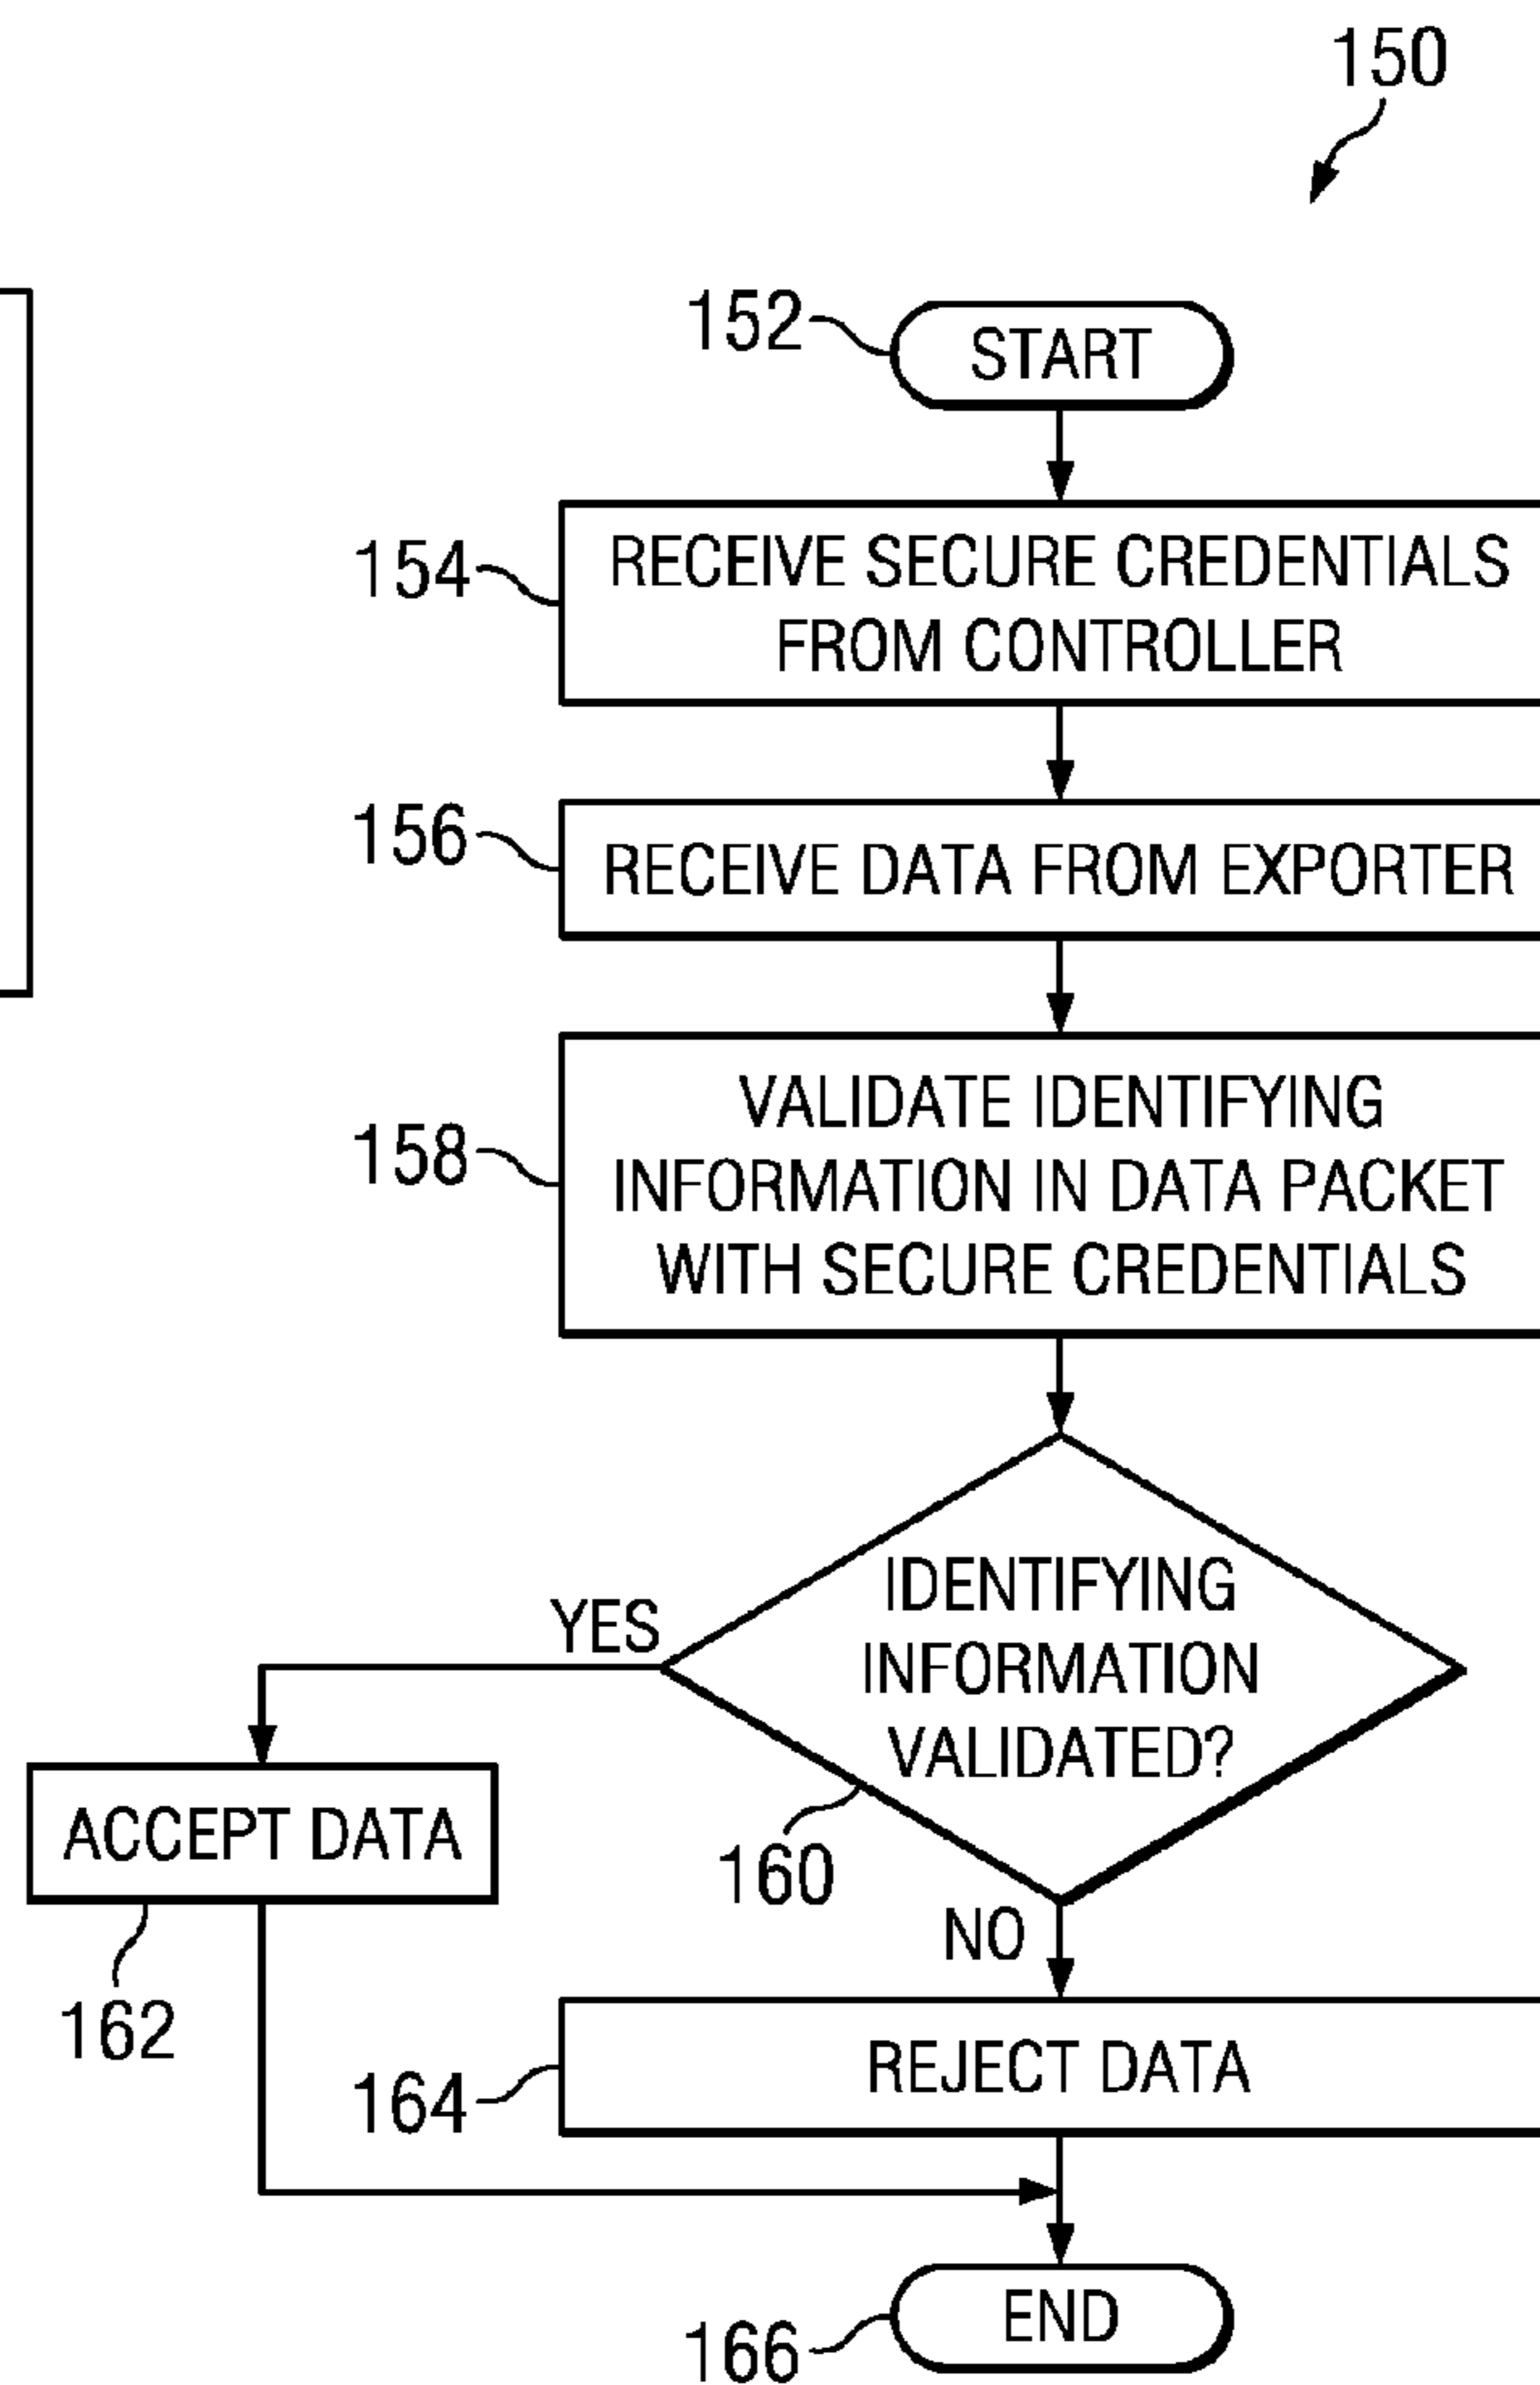 150
152
START
154
RECEIVE SECURE CREDENTIALS
FROM CONTROLLER
156
RECEIVE DATA FROM EXPORTER
158
VALIDATE IDENTIFYING
INFORMATION IN DATA PACKET
WITH SECURE CREDENTIALS
IDENTIFYING
INFORMATION
VALIDATED?
YES
160
ACCEPT DATA
162
NO
164
REJECT DATA
166
END